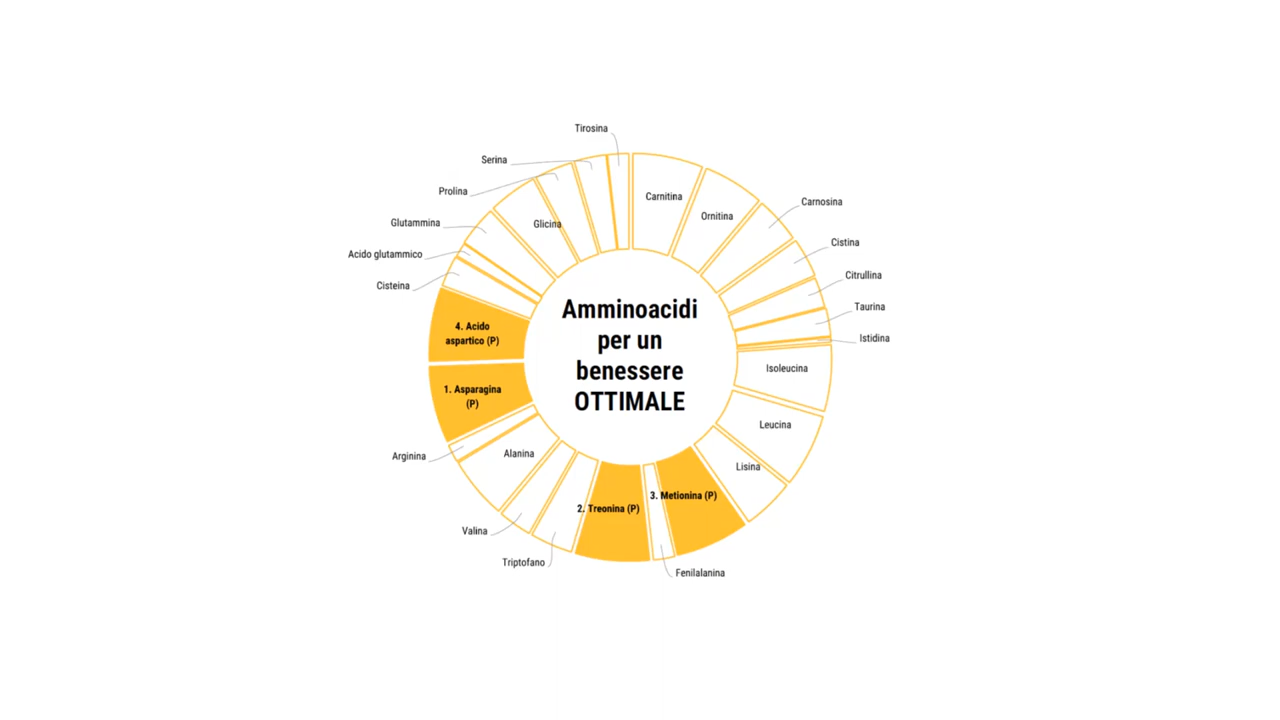 Tirosina
Serina
Prolina
Glutammina
Acido glutammico
Cisteina
Glicina
Carnitina
Ornitina
Carnosina
Cistina
Citrullina
Taurina
Istidina
Isoleucina
Leucina
Lisina
3. Metionina (P)
Fenilalanina
2. Treonina (P)
Triptofano
Valina
Alanina
Arginina
1. Asparagina
(P)
4. Acido
aspartico (P)
Amminoacidi
per un
benessere
OTTIMALE